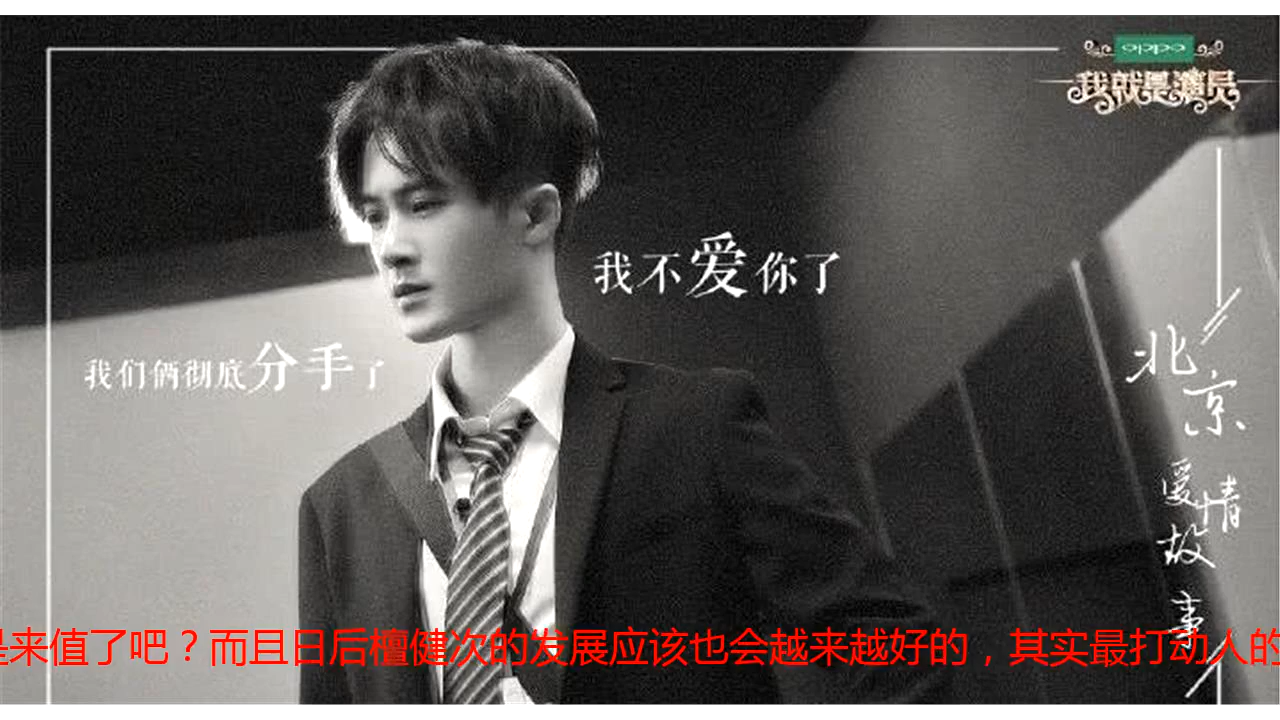 oppo
我就是演员
我不爱你了
我们俩彻底分手了
北京
爱情
故事
是来值了吧？而且日后檀健次的发展应该也会越来越好的，其实最打动人的